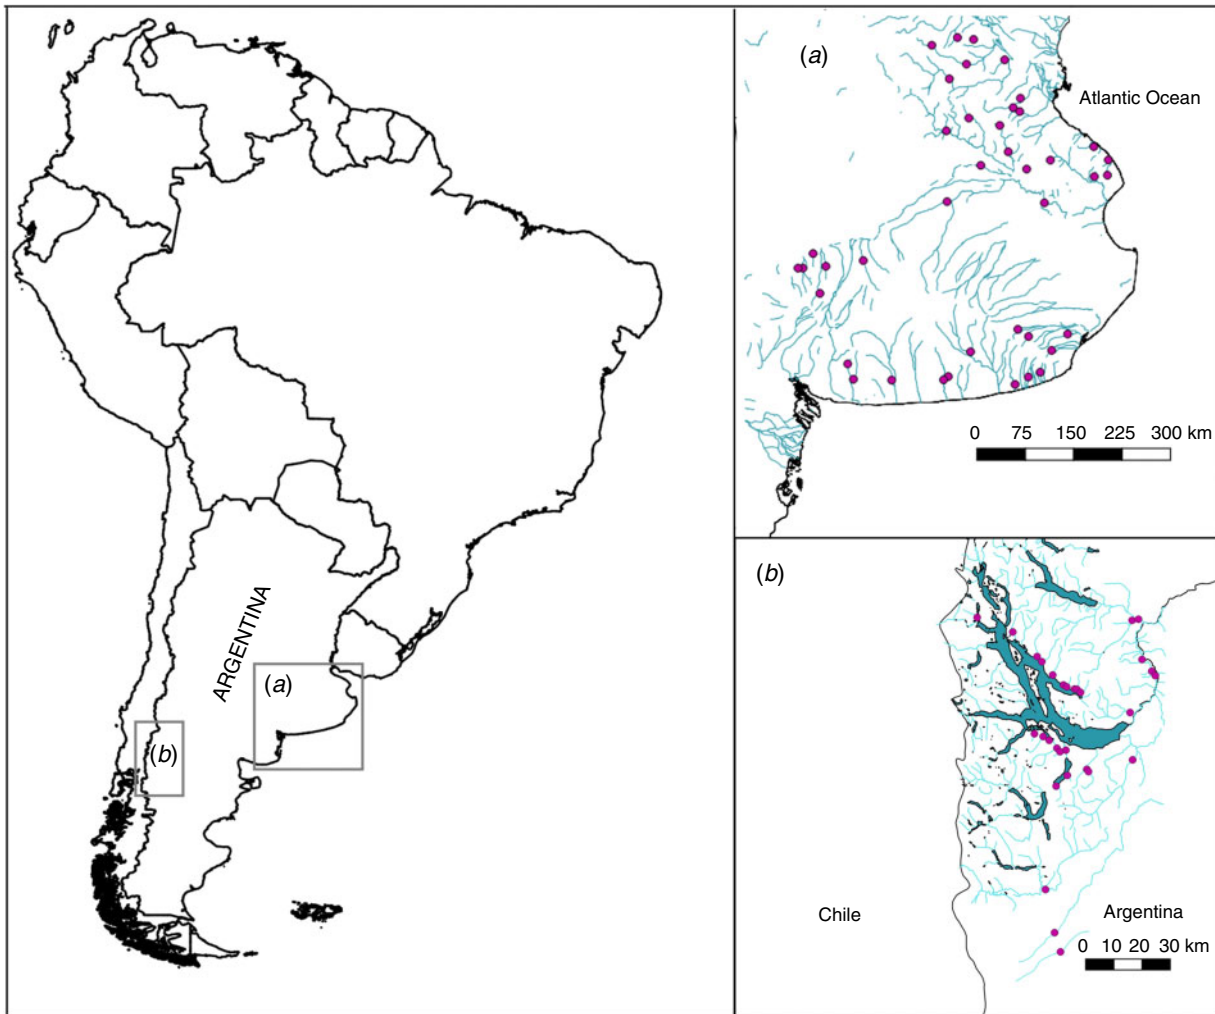 ARGENTINA
(a)
(b)
(a)
Atlantic Ocean
0 75 150 225 300 km
(b)
Chile
Argentina
0 10 20 30 km